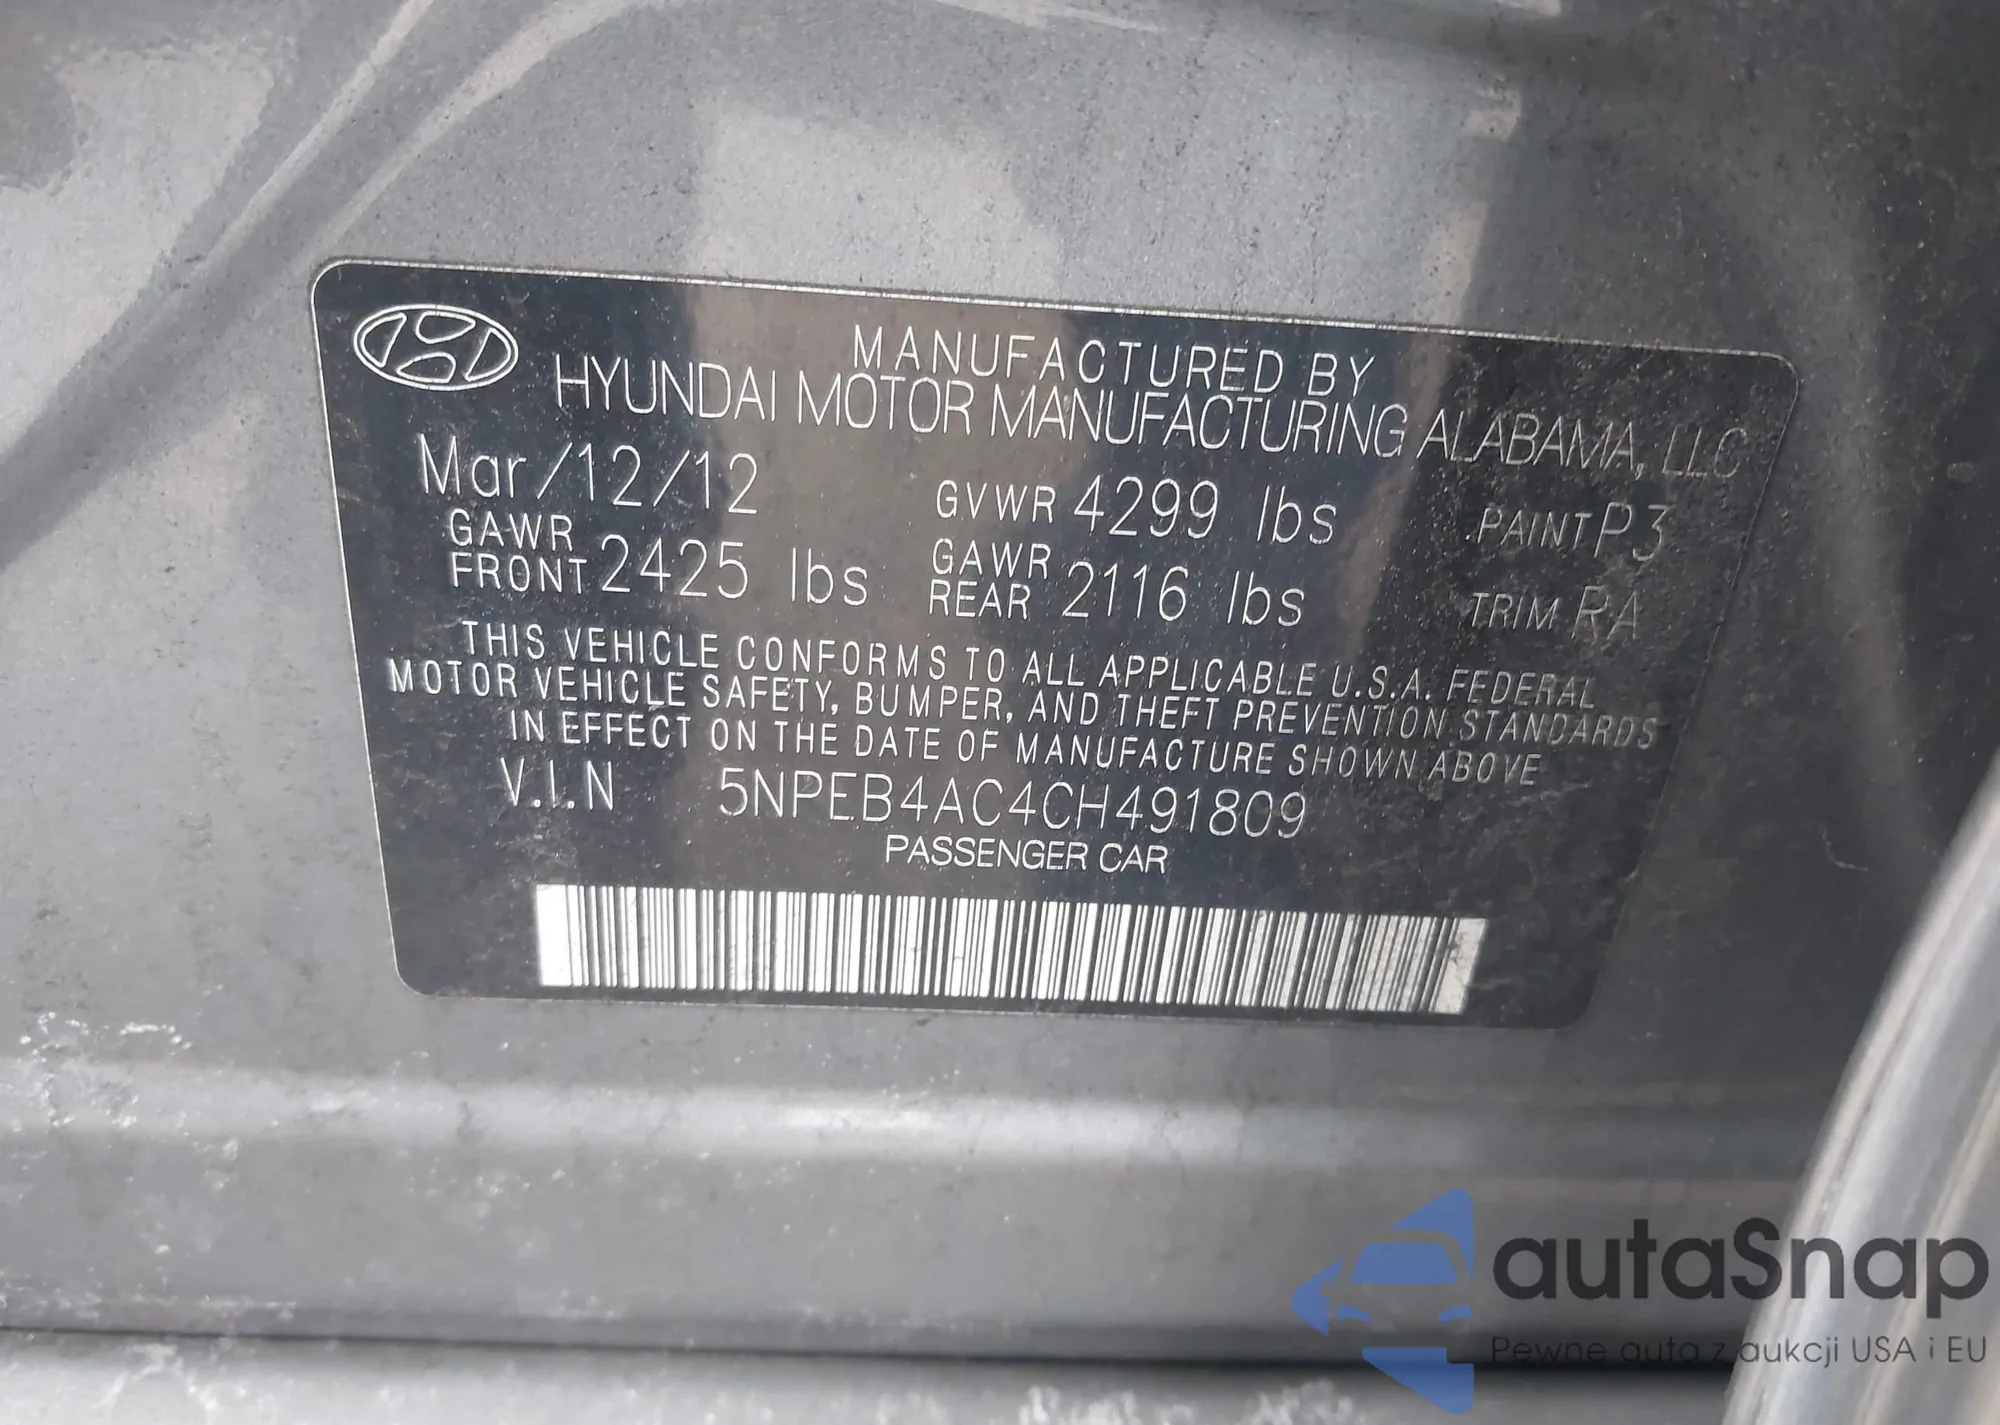 MANUFACTURED BY
HYUNDAI MOTOR MANUFACTURING ALABAMA, LLC
Mar/12/12 GVWR 4299 lbs PAINT P3
GAWR FRONT 2425 lbs GAWR REAR 2116 lbs TRIM RA
THIS VEHICLE CONFORMS TO ALL APPLICABLE U.S.A. FEDERAL
MOTOR VEHICLE SAFETY, BUMPER, AND THEFT PREVENTION STANDARDS
IN EFFECT ON THE DATE OF MANUFACTURE SHOWN ABOVE
V.I.N 5NPEB4AC4CH491809
PASSENGER CAR
autaSnap
Pewne auta z aukcji USA i EU